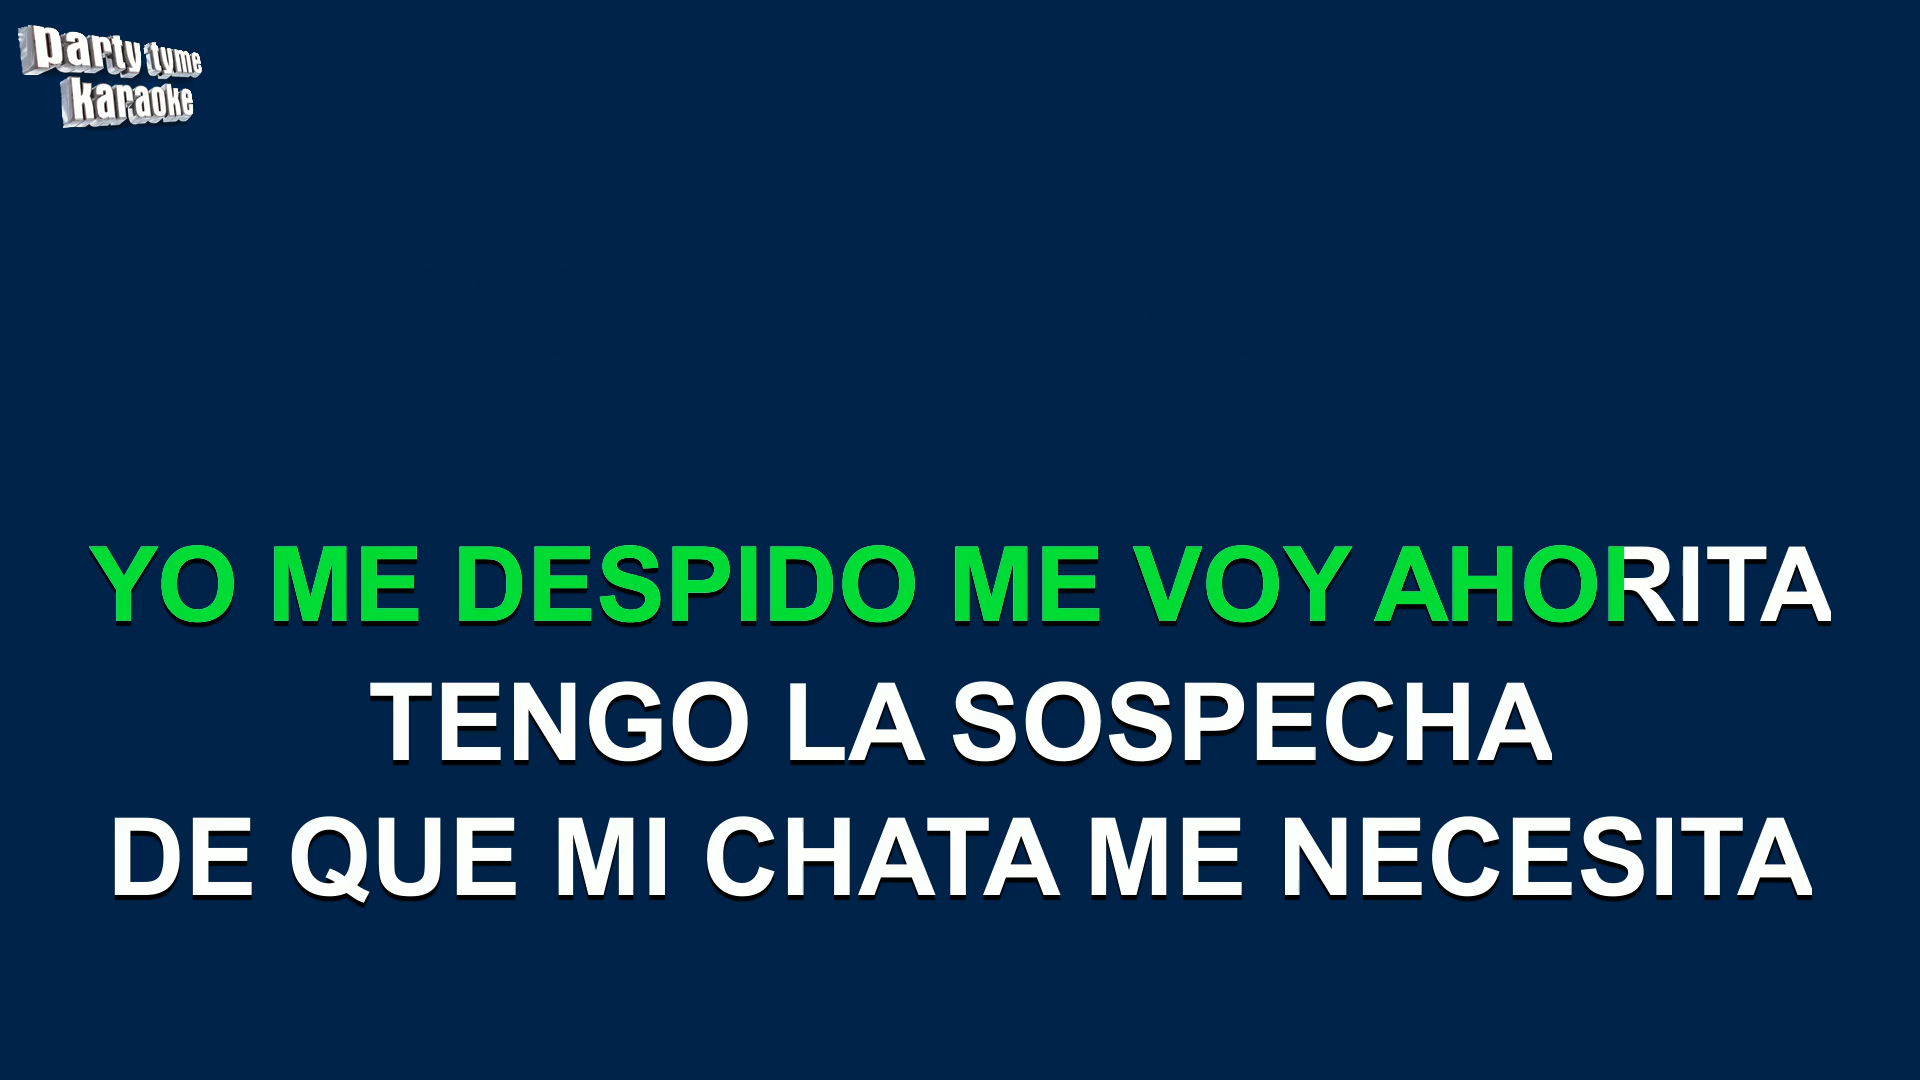 party tyme
karaoke
YO ME DESPIDO ME VOY AHORITA
TENGO LA SOSPECHA
DE QUE MI CHATA ME NECESITA